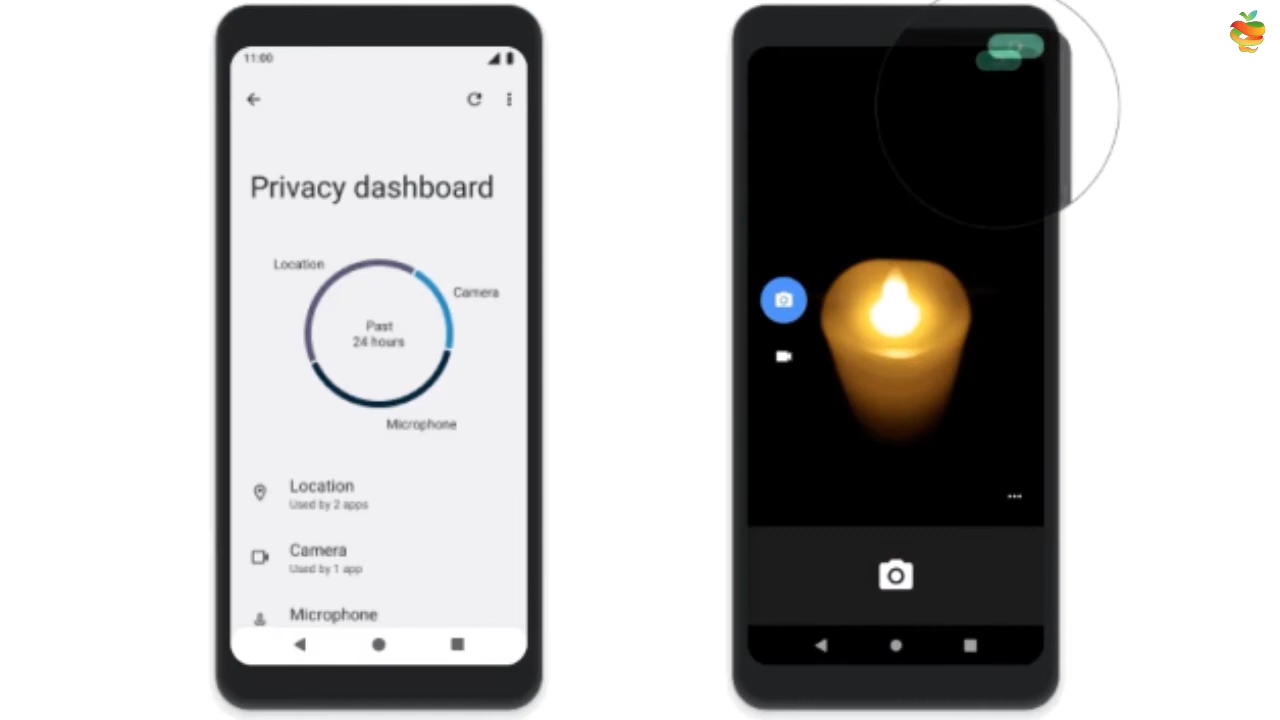 11:00
Privacy dashboard
Location
Camera
Past
24 hours
Microphone
Location
Used by 2 apps
Camera
Used by 1 app
Microphone